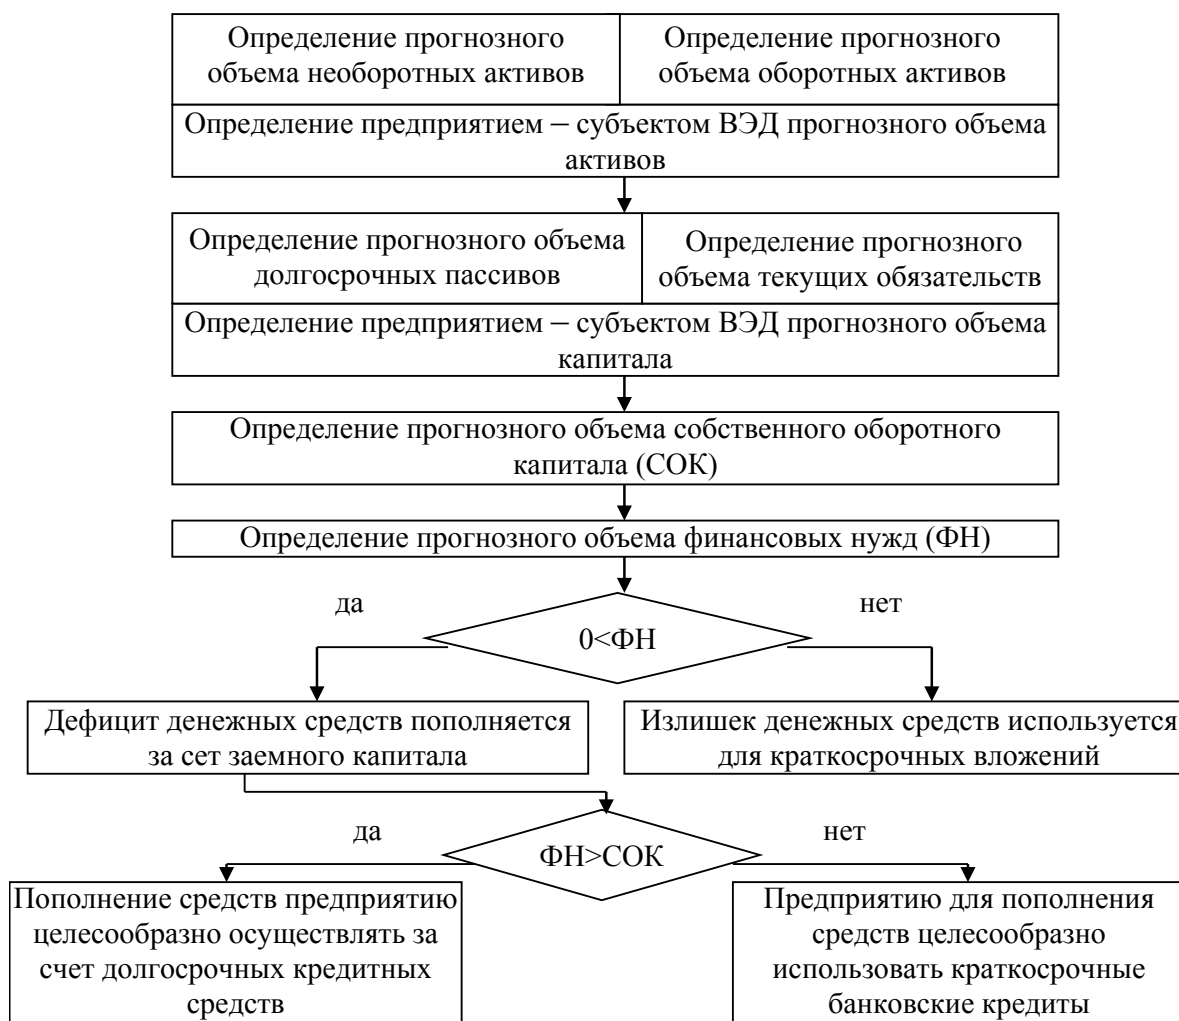 Определение прогнозного
объема необоротных активов
Определение прогнозного
объема оборотных активов
Определение предприятием – субъектом ВЭД прогнозного объема
активов
Определение прогнозного объема
долгосрочных пассивов
Определение прогнозного
объема текущих обязательств
Определение предприятием – субъектом ВЭД прогнозного объема
капитала
Определение прогнозного объема собственного оборотного
капитала (СОК)
Определение прогнозного объема финансовых нужд (ФН)
да
нет
0<ФН
Дефицит денежных средств пополняется
за сет заемного капитала
Излишек денежных средств используется
для краткосрочных вложений
да
нет
ФН>СОК
Пополнение средств предприятию
целесообразно осуществлять за
счет долгосрочных кредитных
средств
Предприятию для пополнения
средств целесообразно
использовать краткосрочные
банковские кредиты